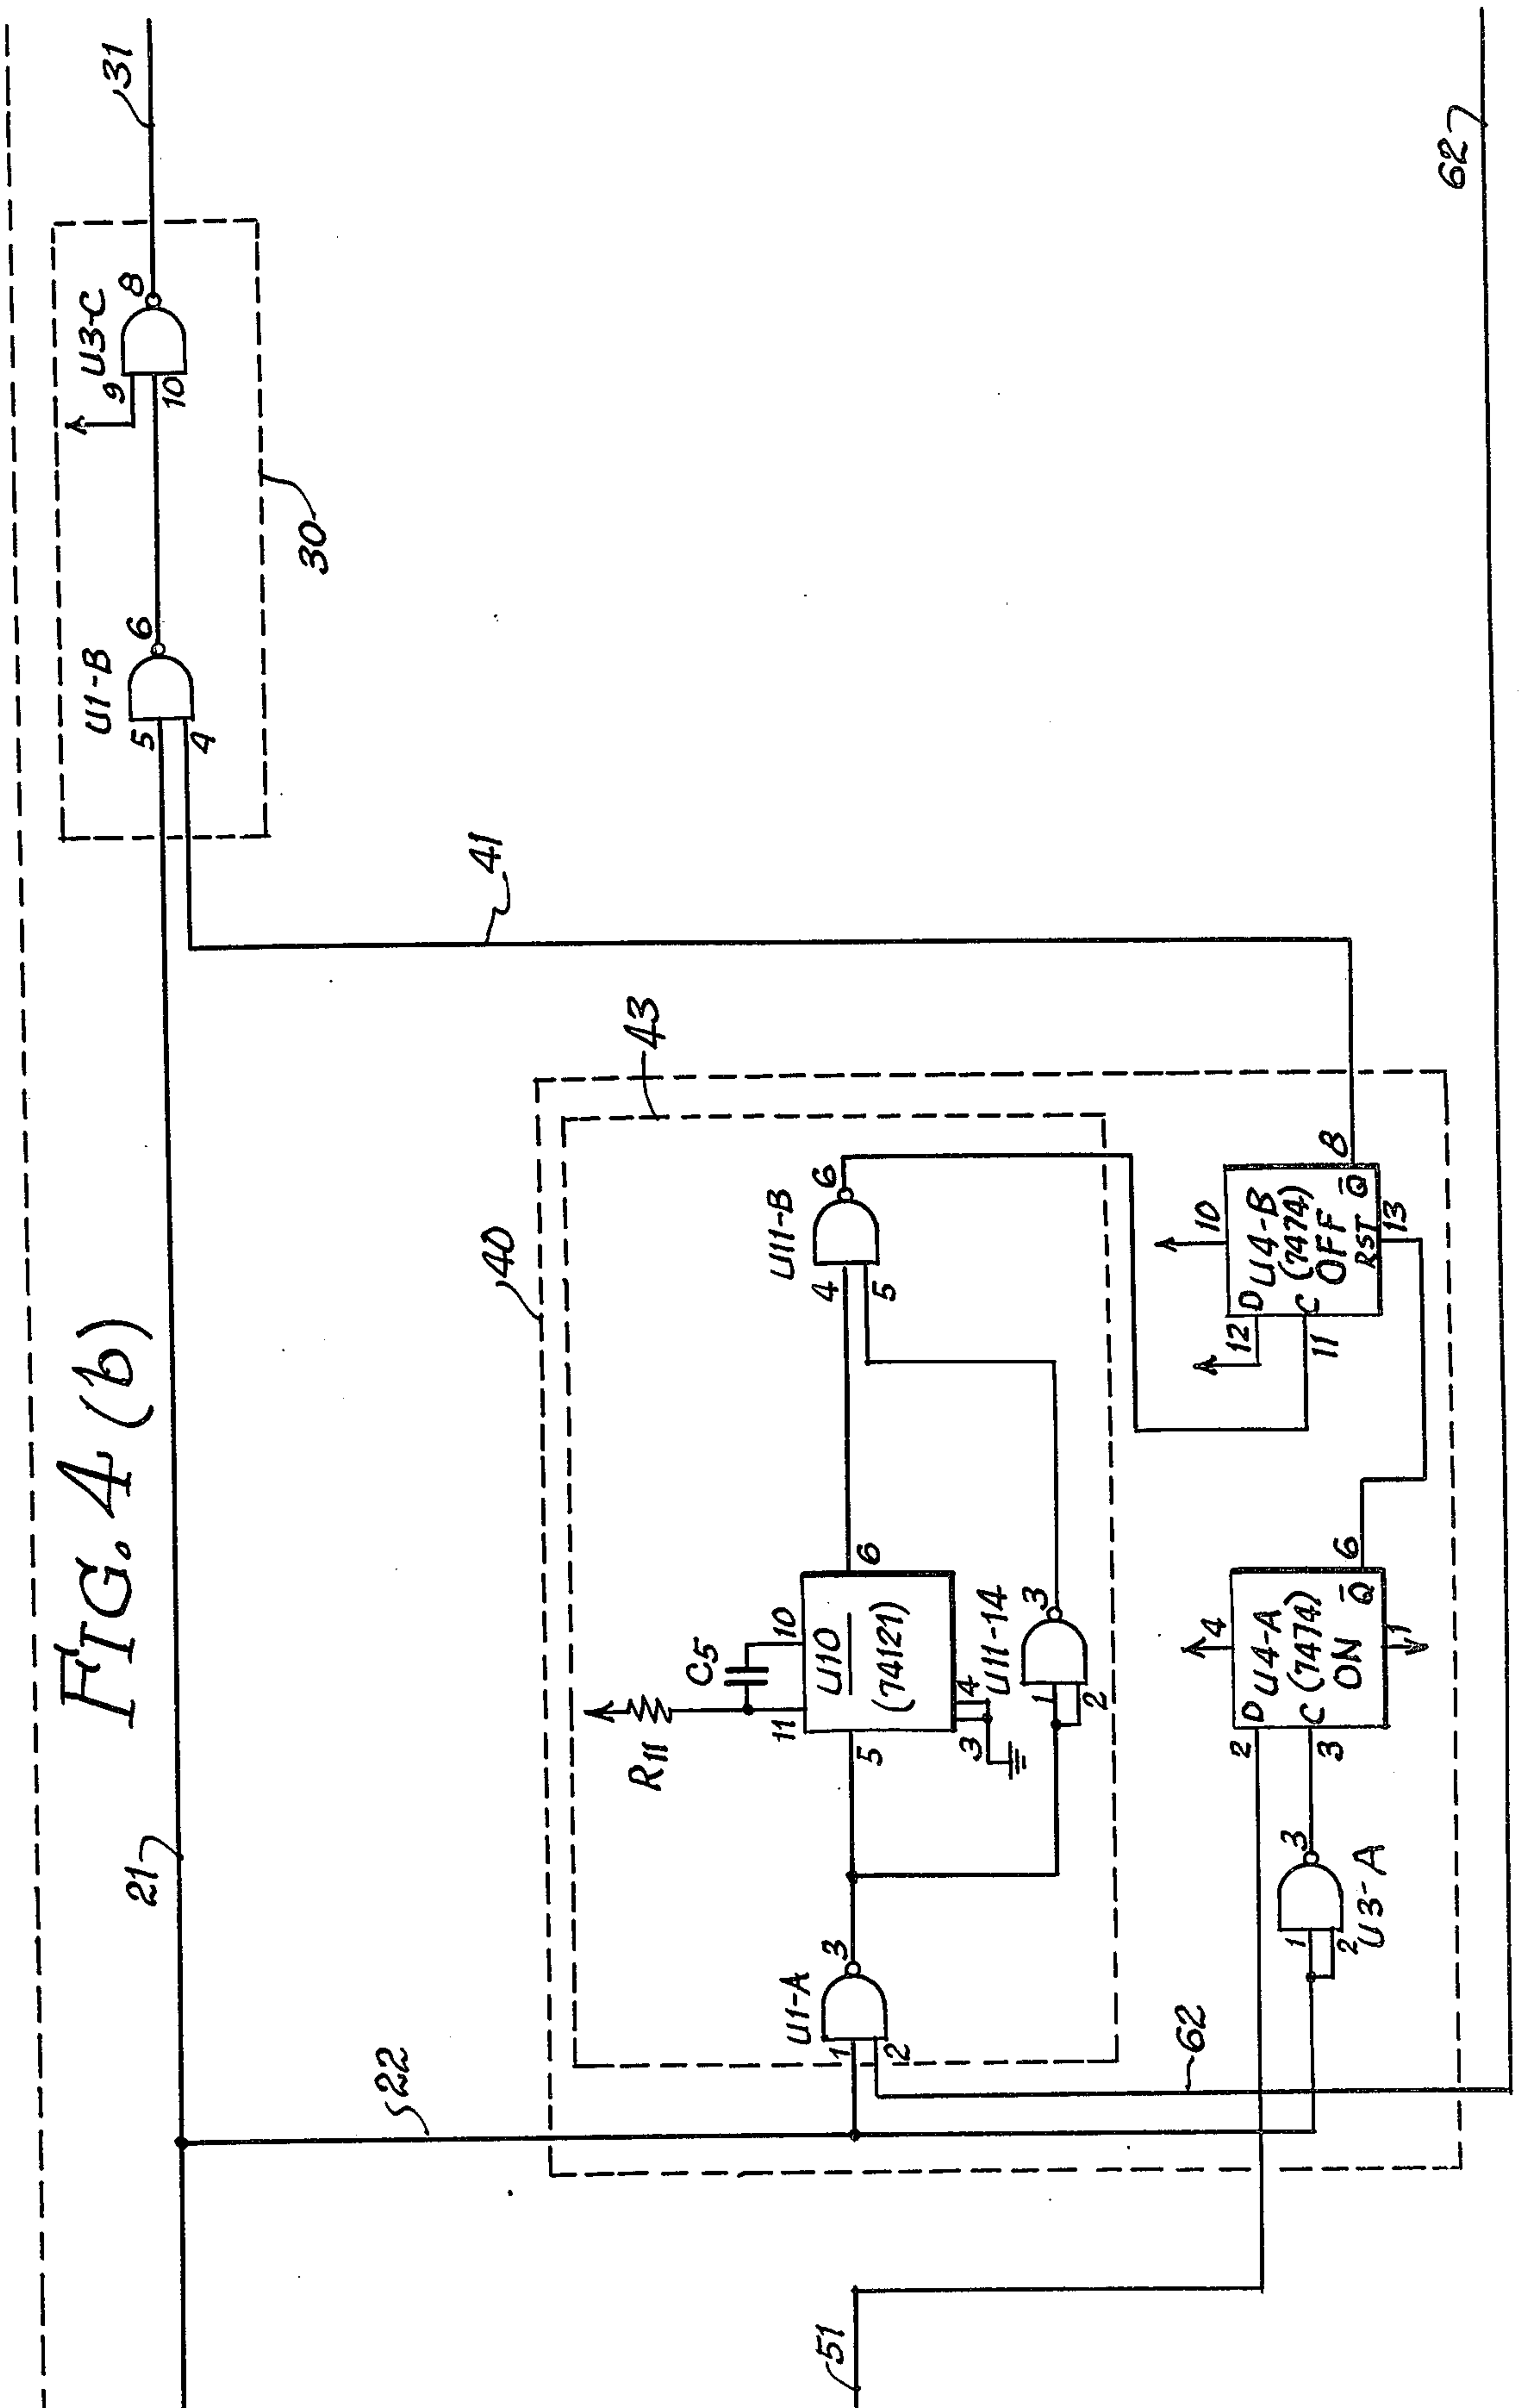 FIG. 4 (b)
21
22
31
30
U1-B
5
4
6
U3-C
9
10
8
41
40
43
U1-A
1
2
3
R11
C5
11
10
U10
(74121)
5
6
3
4
U11-14
1
2
3
U11-B
4
5
6
51
62
U3-A
1
2
3
2
D
U4-A
C
(7474)
ON
Q̅
3
4
1
6
12
D
U4-B
C
(7474)
OFF
RST
Q̅
11
10
13
8
62